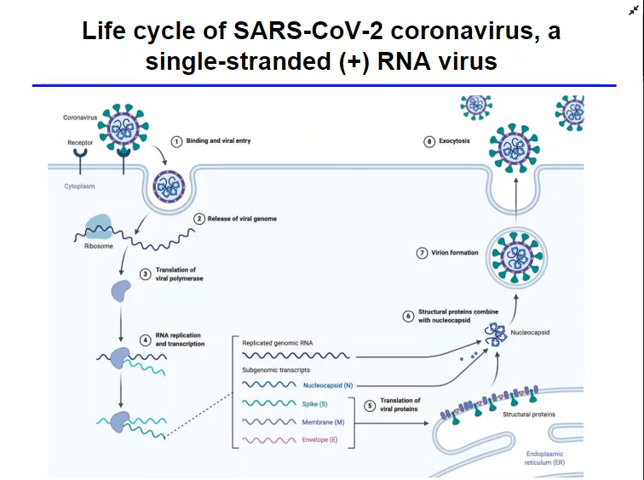 Life cycle of SARS-CoV-2 coronavirus, a
single-stranded (+) RNA virus
Coronavirus
Receptor
Cytoplasm
1 Binding and viral entry
2 Release of viral genome
Ribosome
3 Translation of
viral polymerase
4 RNA replication
and transcription
Replicated genomic RNA
Subgenomic transcripts
Nucleocapsid (N)
Spike (S)
Membrane (M)
Envelope (E)
5 Translation of
viral proteins
Structural proteins
Endoplasmic
reticulum (ER)
6 Structural proteins combine
with nucleocapsid
Nucleocapsid
7 Virion formation
8 Exocytosis